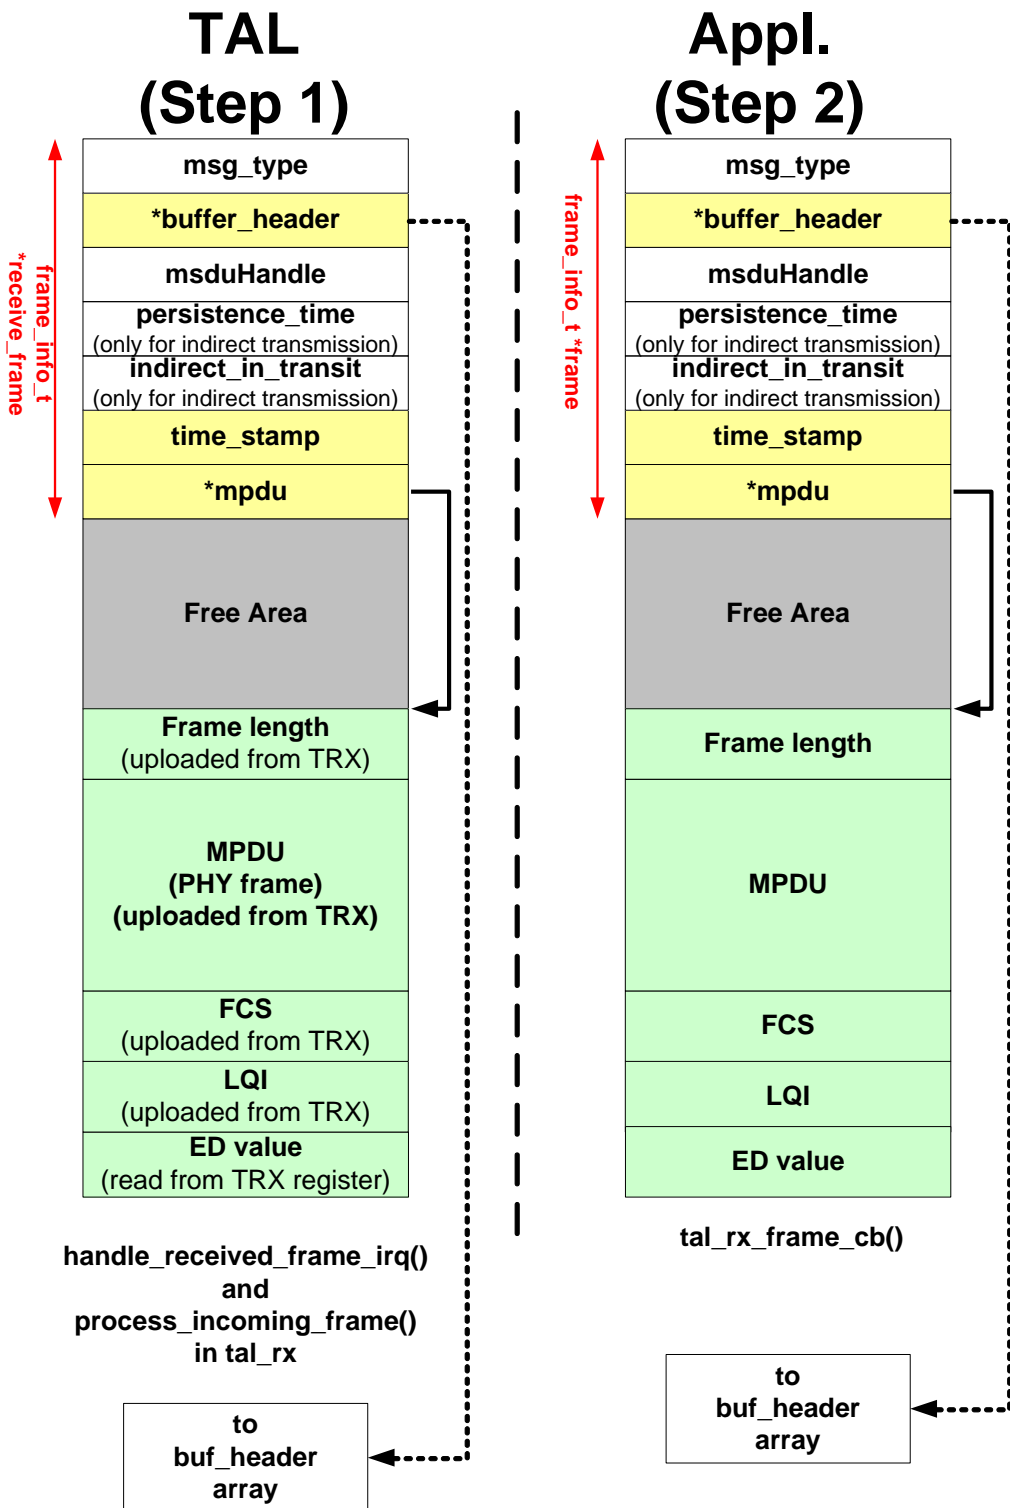 TAL
(Step 1)
frame_info_t
*receive_frame
msg_type
*buffer_header
msduHandle
persistence_time
(only for indirect transmission)
indirect_in_transit
(only for indirect transmission)
time_stamp
*mpdu
Free Area
Frame length
(uploaded from TRX)
MPDU
(PHY frame)
(uploaded from TRX)
FCS
(uploaded from TRX)
LQI
(uploaded from TRX)
ED value
(read from TRX register)
handle_received_frame_irq()
and
process_incoming_frame()
in tal_rx
to
buf_header
array
Appl.
(Step 2)
frame_info_t *frame
msg_type
*buffer_header
msduHandle
persistence_time
(only for indirect transmission)
indirect_in_transit
(only for indirect transmission)
time_stamp
*mpdu
Free Area
Frame length
MPDU
FCS
LQI
ED value
tal_rx_frame_cb()
to
buf_header
array